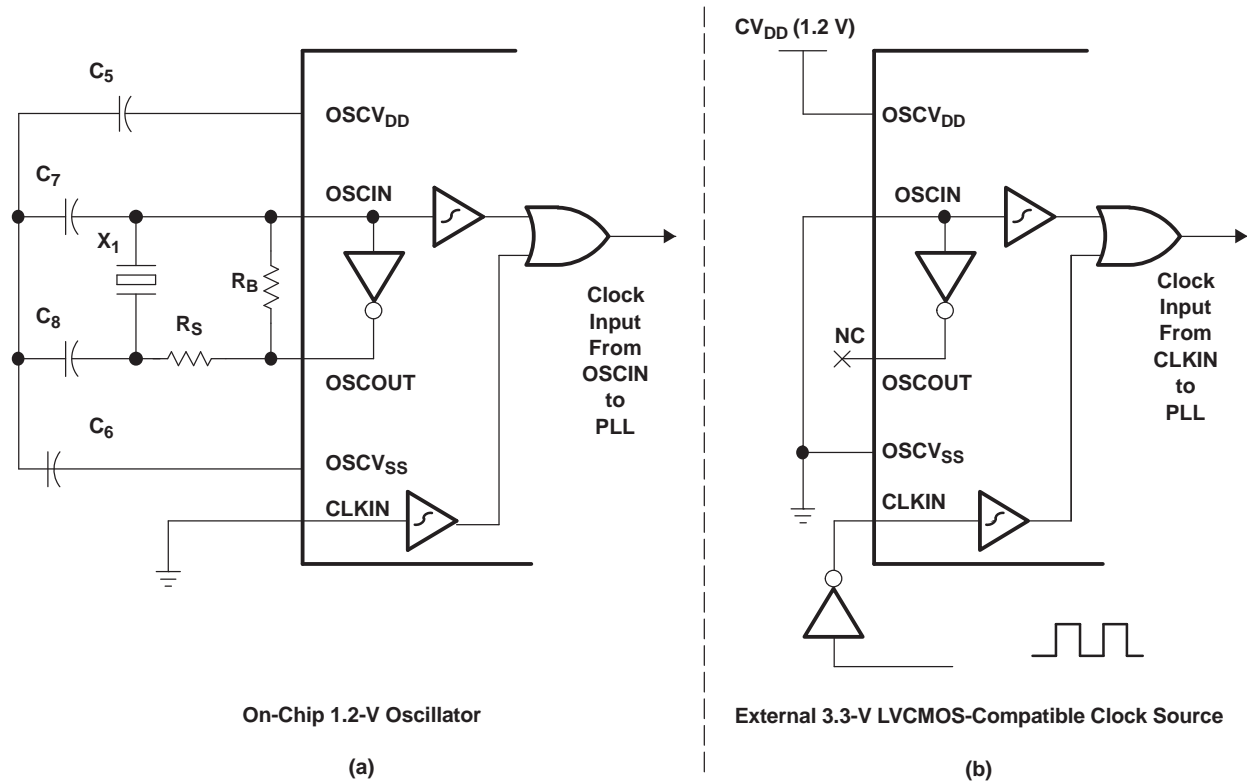 C5
OSCVDD
C7
OSCIN
X1
RB
C8
RS
OSCOUT
C6
OSCVSS
CLKIN
Clock
Input
From
OSCIN
to
PLL
On-Chip 1.2-V Oscillator
(a)
CVDD (1.2 V)
OSCVDD
OSCIN
NC
OSCOUT
OSCVSS
CLKIN
Clock
Input
From
CLKIN
to
PLL
External 3.3-V LVCMOS-Compatible Clock Source
(b)